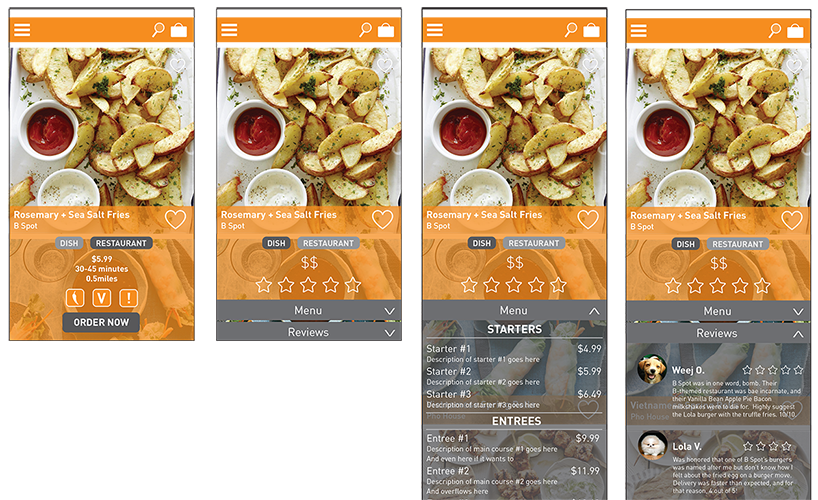 Rosemary + Sea Salt Fries
B Spot
DISH RESTAURANT
$5.99
30-45 minutes
0.5miles
V !
ORDER NOW
Rosemary + Sea Salt Fries
B Spot
DISH RESTAURANT
$$
Menu
Reviews
Rosemary + Sea Salt Fries
B Spot
DISH RESTAURANT
$$
Menu
STARTERS
Starter #1 $4.99
Description of starter #1 goes here
Starter #2 $5.99
Description of starter #2 goes here
Starter #3 $6.49
Description of starter #3 goes here
Pho House
ENTREES
Entree #1 $9.99
Description of main course #1 goes here
And even here if it wants to
Entree #2 $11.99
Description of main course #2 goes here
And overflows here
Rosemary + Sea Salt Fries
B Spot
DISH RESTAURANT
$$
Menu
Reviews
Weej O.
B Spot was in one word, bomb. Their
B-themed restaurant was bae incarnate, and
their Vanilla Bean Apple Pie Bacon
milkshakes were to die for. Highly suggest
the Lola burger with the truffle fries. 10/10.
Vietname
Pho House
Lola V.
Was honored that one of B Spot's burgers
was named after me but don't know how I
felt about the fried egg on a burger move.
Delivery was faster than expected, and for
that reason, 4 out of 5!